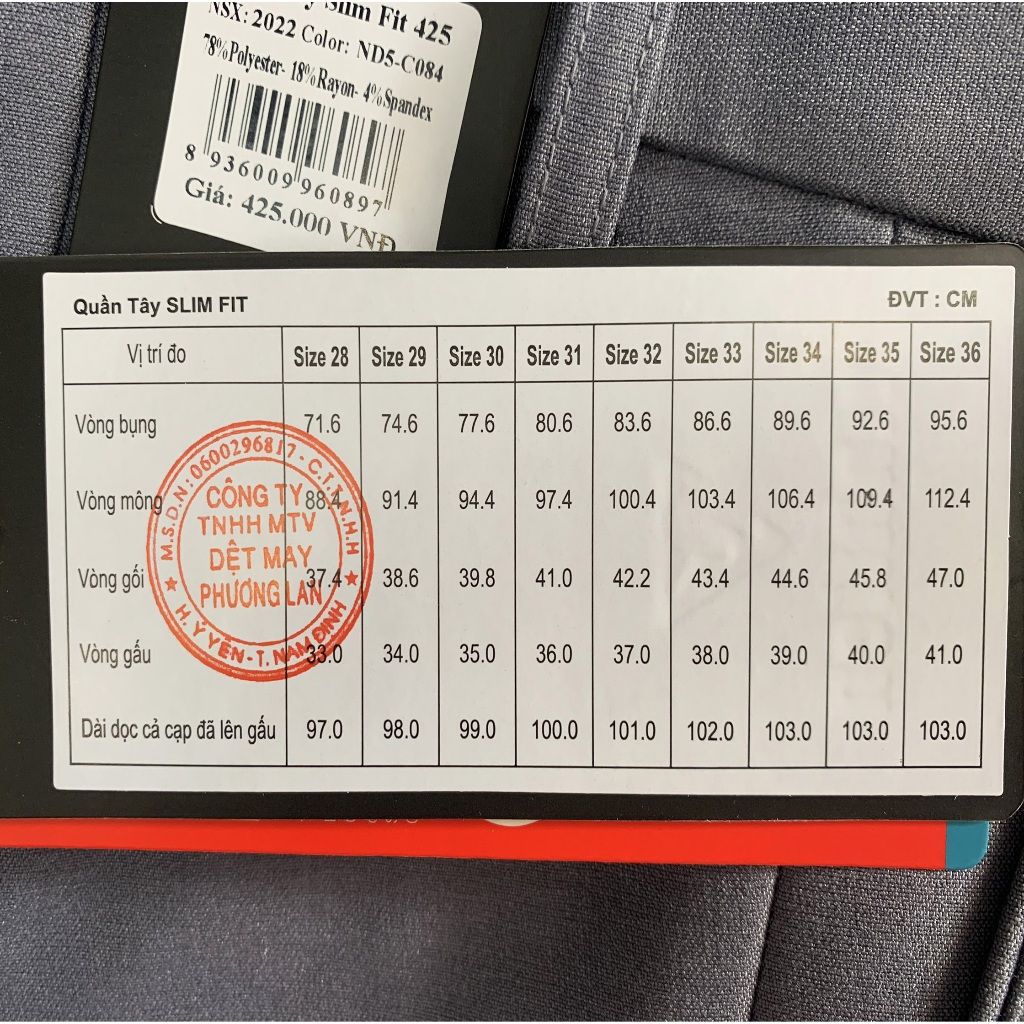 Slim Fit 425
NSX: 2022 Color: ND5-C084
78%Polyester- 18%Rayon- 4%Spandex
8 936009 960897
Giá: 425.000 VNĐ
Quần Tây SLIM FIT
ĐVT : CM
Vị trí đo Size 28 Size 29 Size 30 Size 31 Size 32 Size 33 Size 34 Size 35 Size 36
Vòng bụng 71.6 74.6 77.6 80.6 83.6 86.6 89.6 92.6 95.6
Vòng mông 88.4 91.4 94.4 97.4 100.4 103.4 106.4 109.4 112.4
Vòng gối 37.4 38.6 39.8 41.0 42.2 43.4 44.6 45.8 47.0
Vòng gấu 33.0 34.0 35.0 36.0 37.0 38.0 39.0 40.0 41.0
Dài dọc cả cạp đã lên gấu 97.0 98.0 99.0 100.0 101.0 102.0 103.0 103.0 103.0
M.S.D.N: 0600296817 - C.T.T.N.H.H
CÔNG TY
TNHH MTV
DỆT MAY
PHƯƠNG LAN
H. Ý YÊN - T. NAM ĐỊNH